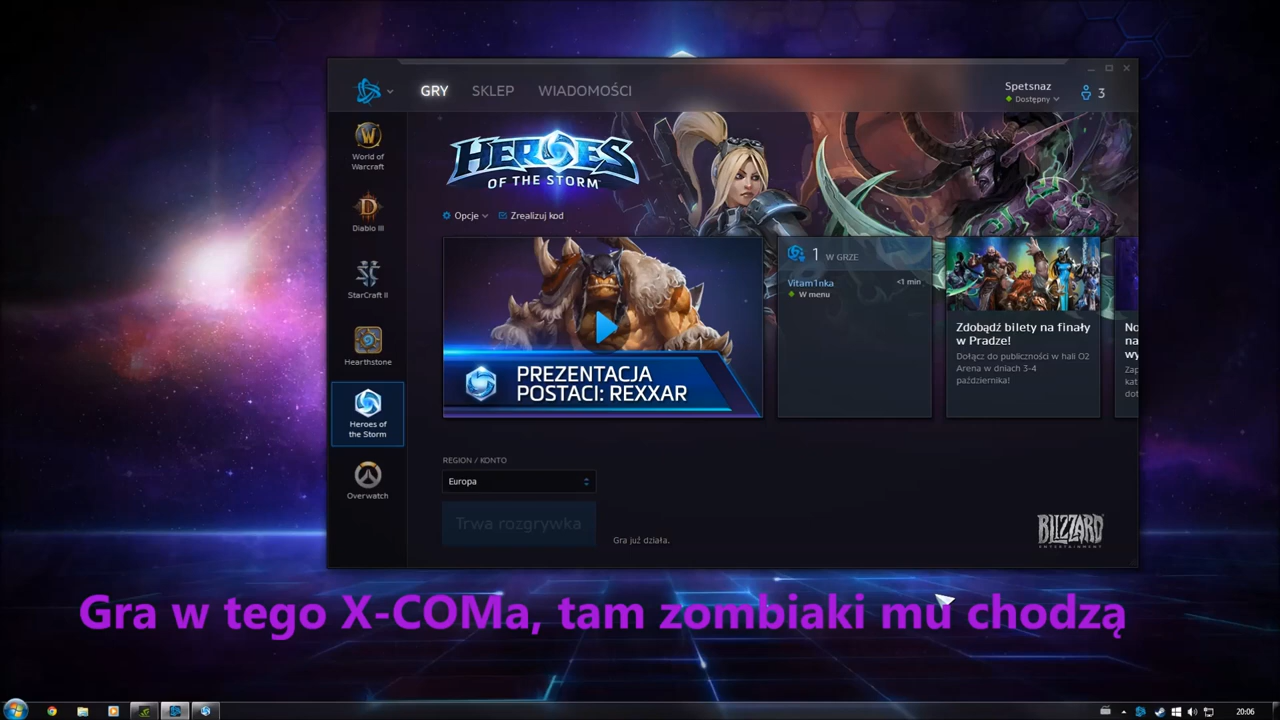 GRY SKLEP WIADOMOŚCI
Spetsnaz
Dostępny
3
World of
Warcraft
Diablo III
StarCraft II
Hearthstone
Heroes of
the Storm
Overwatch
HEROES
OF THE STORM
Opcje Zrealizuj kod
PREZENTACJA
POSTACI: REXXAR
1 W GRZE
Vitam1nka <1 min
W menu
Zdobądź bilety na finały
w Pradze!
Dołącz do publiczności w hali O2
Arena w dniach 3-4
października!
REGION / KONTO
Europa
Trwa rozgrywka
Gra już działa.
BLIZZARD
ENTERTAINMENT
Gra w tego X-COMa, tam zombiaki mu chodzą
20:06